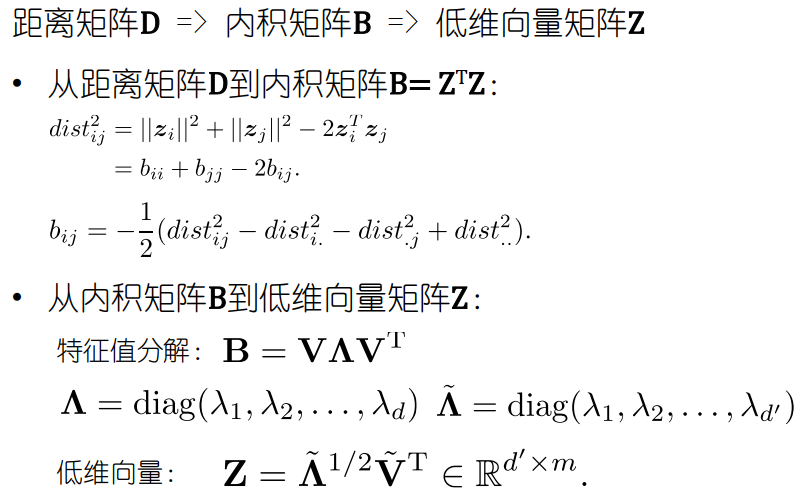 距离矩阵D => 内积矩阵B => 低维向量矩阵Z
• 从距离矩阵D到内积矩阵B= ZᵀZ:
dist²ᵢⱼ = ||zᵢ||² + ||zⱼ||² − 2zᵢᵀzⱼ
= bᵢᵢ + bⱼⱼ − 2bᵢⱼ.
bᵢⱼ = −1/2(dist²ᵢⱼ − dist²ᵢ. − dist².ⱼ + dist²..).
• 从内积矩阵B到低维向量矩阵Z:
特征值分解: B = VΛVᵀ
Λ = diag(λ₁, λ₂, . . . , λ_d) Λ̃ = diag(λ₁, λ₂, . . . , λ_d′)
低维向量: Z = Λ̃^1/2 Ṽᵀ ∈ ℝ^d′×m.